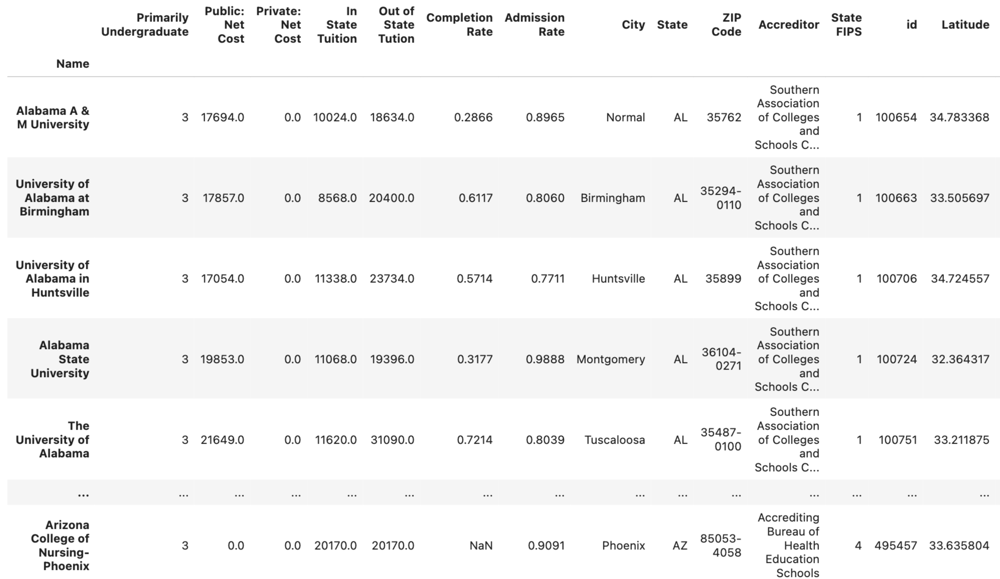 Primarily Undergraduate Public: Net Cost Private: Net Cost In State Tuition Out of State Tution Completion Rate Admission Rate City State ZIP Code Accreditor State FIPS id Latitude
Name
Alabama A & M University 3 17694.0 0.0 10024.0 18634.0 0.2866 0.8965 Normal AL 35762 Southern Association of Colleges and Schools C... 1 100654 34.783368
University of Alabama at Birmingham 3 17857.0 0.0 8568.0 20400.0 0.6117 0.8060 Birmingham AL 35294-0110 Southern Association of Colleges and Schools C... 1 100663 33.505697
University of Alabama in Huntsville 3 17054.0 0.0 11338.0 23734.0 0.5714 0.7711 Huntsville AL 35899 Southern Association of Colleges and Schools C... 1 100706 34.724557
Alabama State University 3 19853.0 0.0 11068.0 19396.0 0.3177 0.9888 Montgomery AL 36104-0271 Southern Association of Colleges and Schools C... 1 100724 32.364317
The University of Alabama 3 21649.0 0.0 11620.0 31090.0 0.7214 0.8039 Tuscaloosa AL 35487-0100 Southern Association of Colleges and Schools C... 1 100751 33.211875
... ... ... ... ... ... ... ... ... ... ... ... ... ... ...
Arizona College of Nursing-Phoenix 3 0.0 0.0 20170.0 20170.0 NaN 0.9091 Phoenix AZ 85053-4058 Accrediting Bureau of Health Education Schools 4 495457 33.635804